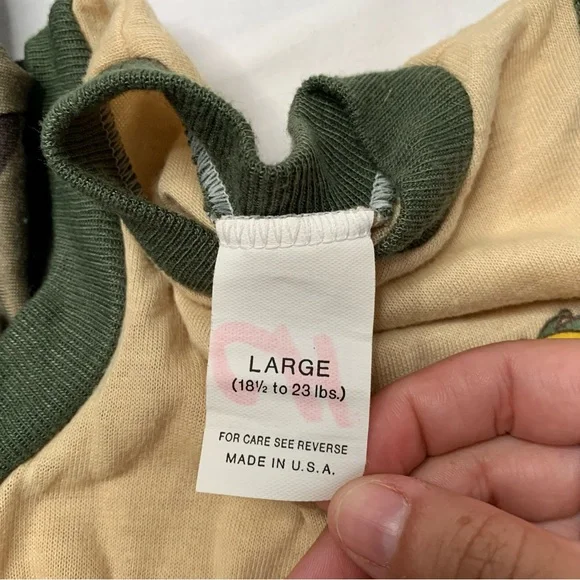 LARGE
(18½ to 23 lbs.)
FOR CARE SEE REVERSE
MADE IN U.S.A.